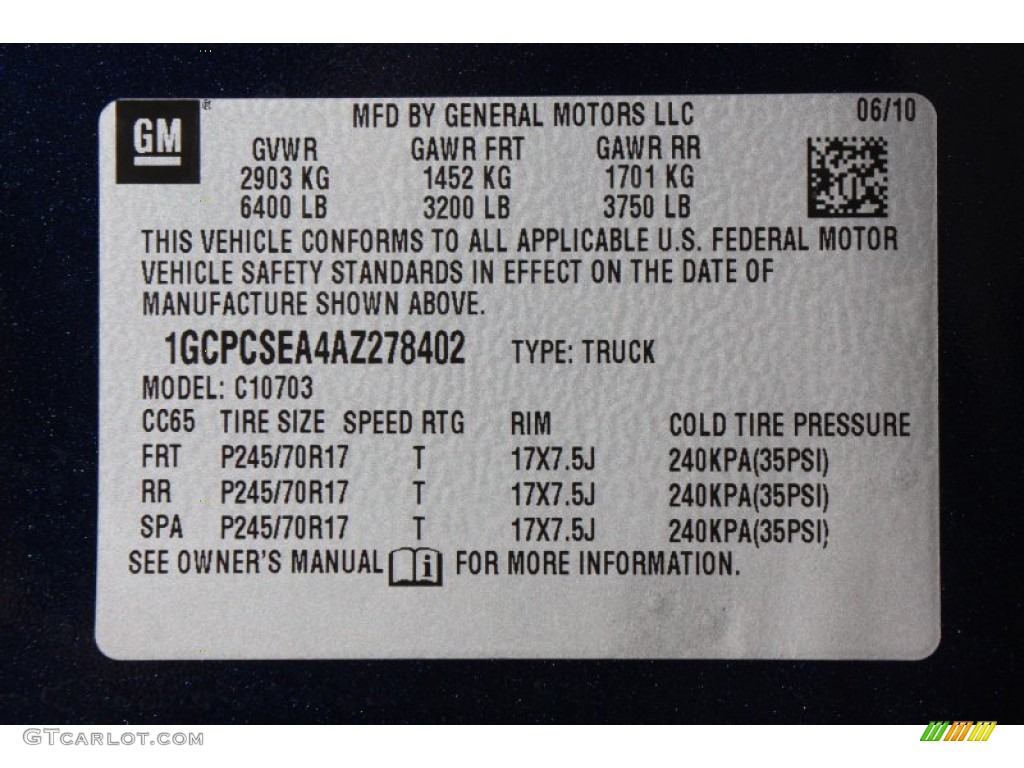 GM
MFD BY GENERAL MOTORS LLC 06/10
GVWR GAWR FRT GAWR RR
2903 KG 1452 KG 1701 KG
6400 LB 3200 LB 3750 LB
THIS VEHICLE CONFORMS TO ALL APPLICABLE U.S. FEDERAL MOTOR
VEHICLE SAFETY STANDARDS IN EFFECT ON THE DATE OF
MANUFACTURE SHOWN ABOVE.
1GCPCSEA4AZ278402 TYPE: TRUCK
MODEL: C10703
CC65 TIRE SIZE SPEED RTG RIM COLD TIRE PRESSURE
FRT P245/70R17 T 17X7.5J 240KPA(35PSI)
RR P245/70R17 T 17X7.5J 240KPA(35PSI)
SPA P245/70R17 T 17X7.5J 240KPA(35PSI)
SEE OWNER'S MANUAL i FOR MORE INFORMATION.
GTCARLOT.COM